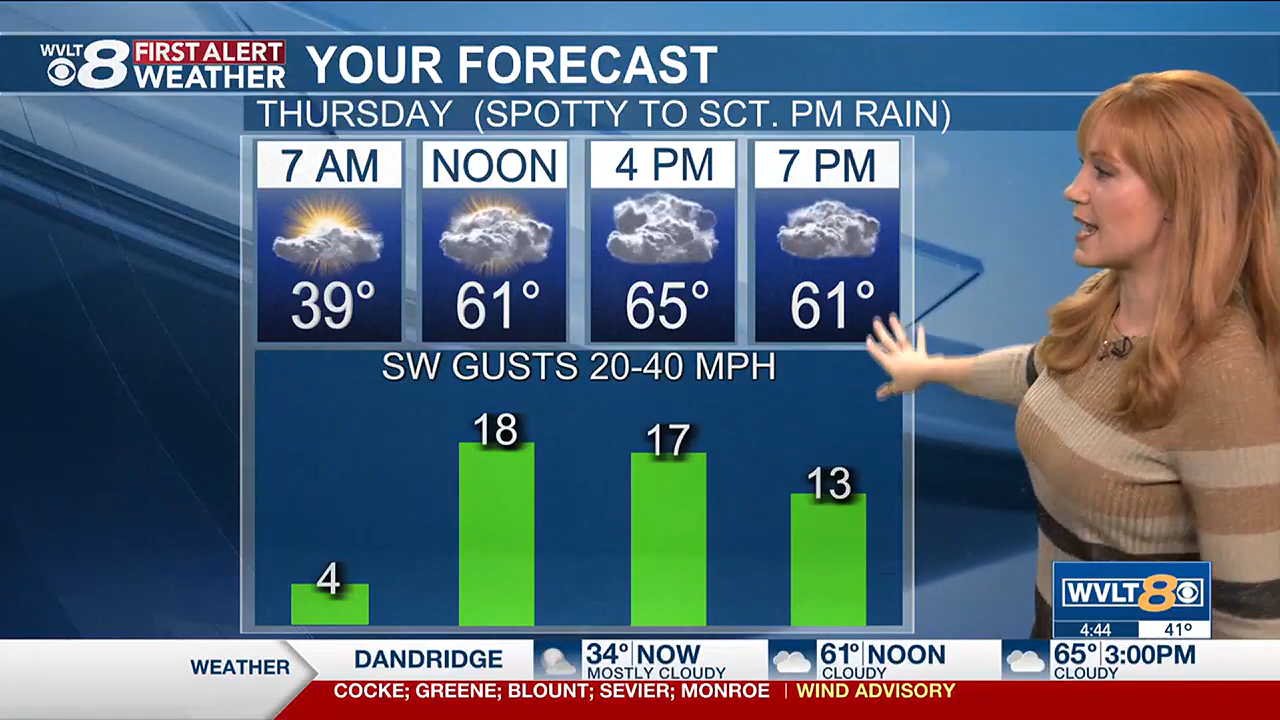 WVLT 8 FIRST ALERT WEATHER
YOUR FORECAST
THURSDAY (SPOTTY TO SCT. PM RAIN)
7 AM NOON 4 PM 7 PM
39° 61° 65° 61°
SW GUSTS 20-40 MPH
4 18 17 13
WVLT 8
4:44 41°
WEATHER DANDRIDGE 34° NOW MOSTLY CLOUDY 61° NOON CLOUDY 65° 3:00PM CLOUDY
COCKE; GREENE; BLOUNT; SEVIER; MONROE | WIND ADVISORY